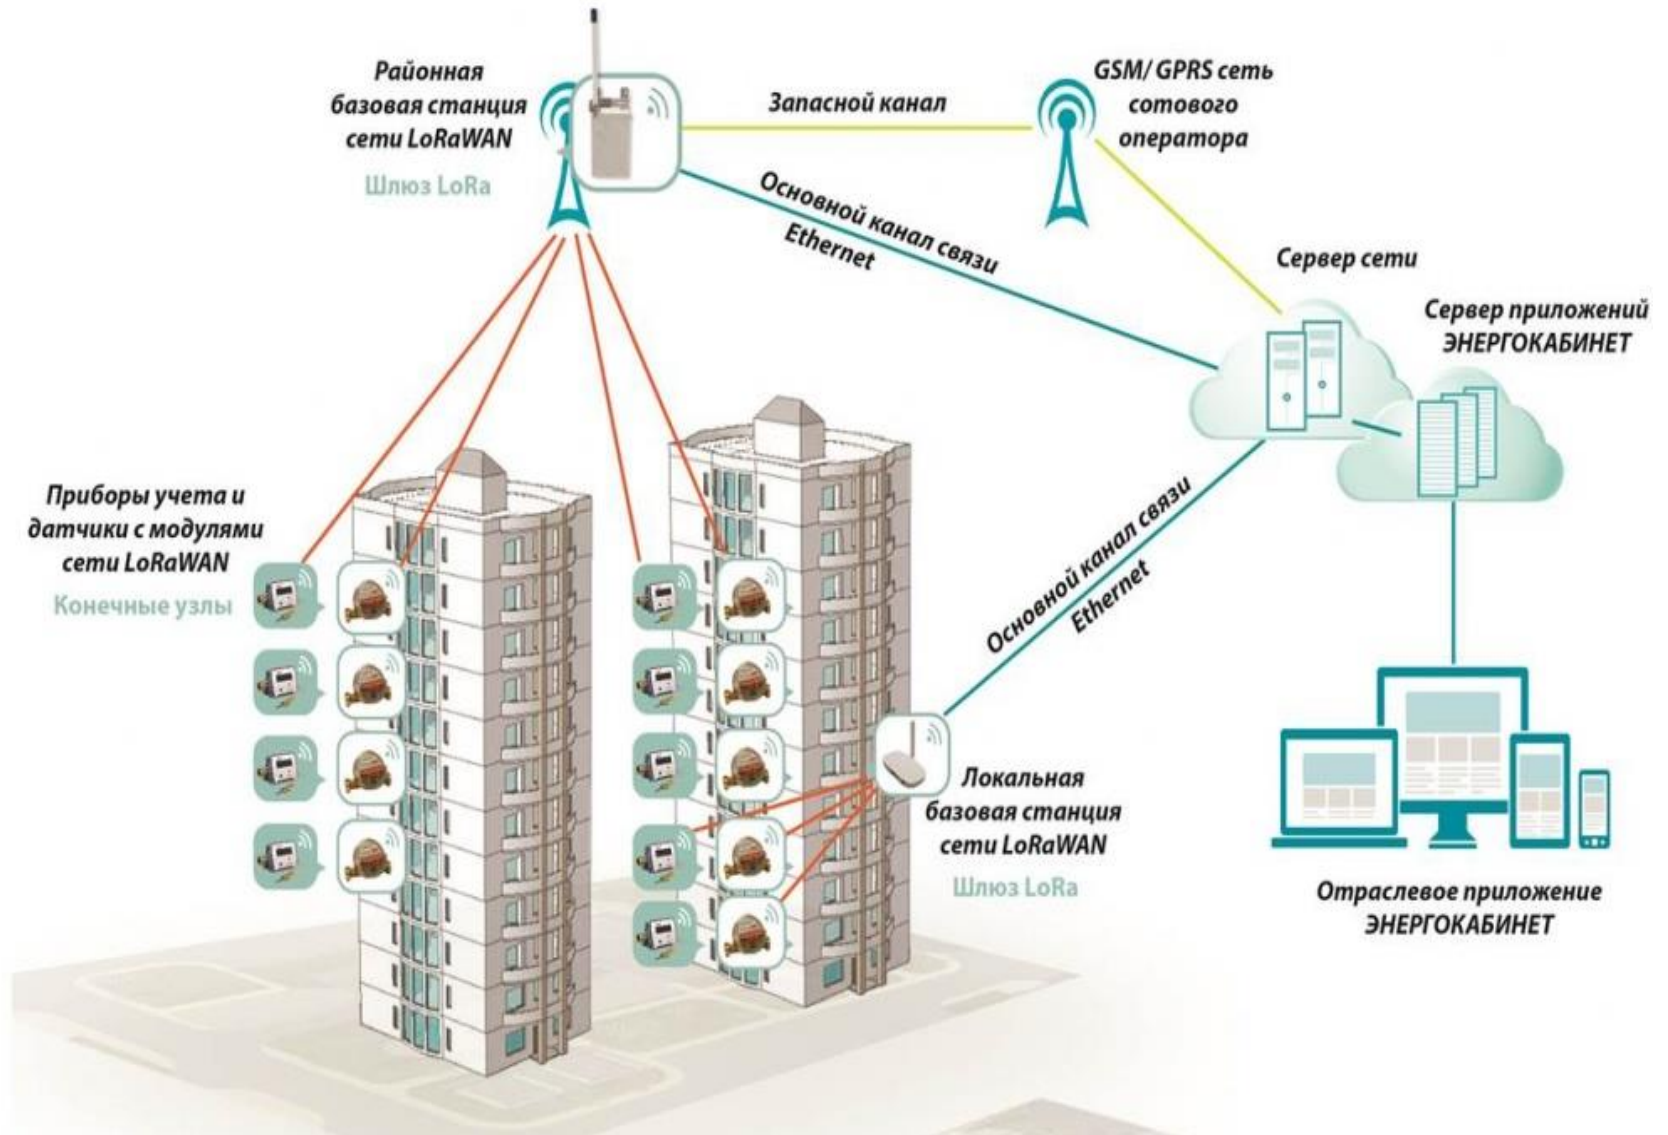 Районная
базовая станция
сети LoRaWAN
Шлюз LoRa
Запасной канал
GSM/ GPRS сеть
сотового
оператора
Основной канал связи
Ethernet
Сервер сети
Сервер приложений
ЭНЕРГОКАБИНЕТ
Приборы учета и
датчики с модулями
сети LoRaWAN
Конечные узлы
Основной канал связи
Ethernet
Локальная
базовая станция
сети LoRaWAN
Шлюз LoRa
Отраслевое приложение
ЭНЕРГОКАБИНЕТ